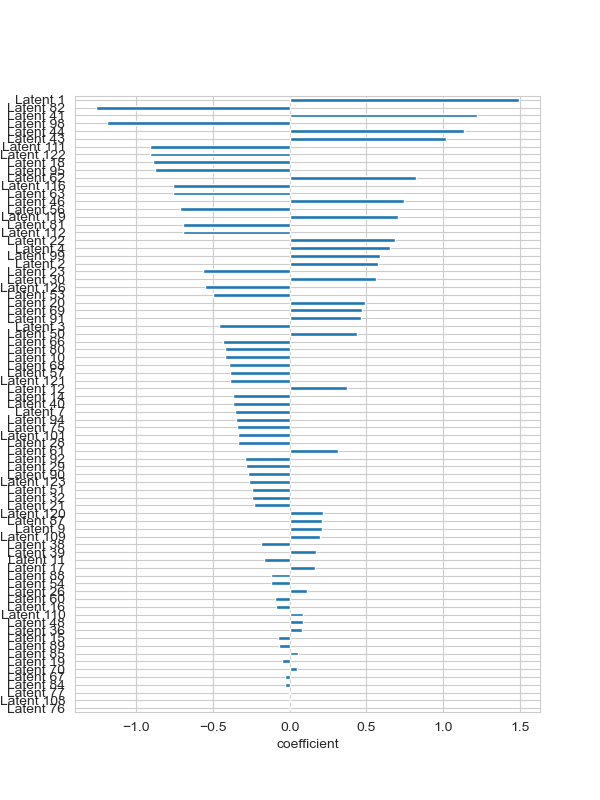 Latent 1
Latent 82
Latent 41
Latent 98
Latent 44
Latent 43
Latent 111
Latent 122
Latent 18
Latent 95
Latent 62
Latent 116
Latent 63
Latent 46
Latent 56
Latent 119
Latent 81
Latent 112
Latent 22
Latent 4
Latent 99
Latent 2
Latent 23
Latent 30
Latent 126
Latent 53
Latent 20
Latent 69
Latent 91
Latent 3
Latent 50
Latent 66
Latent 80
Latent 10
Latent 68
Latent 57
Latent 121
Latent 12
Latent 14
Latent 40
Latent 7
Latent 94
Latent 75
Latent 101
Latent 28
Latent 61
Latent 92
Latent 29
Latent 90
Latent 123
Latent 51
Latent 32
Latent 21
Latent 120
Latent 87
Latent 9
Latent 109
Latent 38
Latent 39
Latent 11
Latent 17
Latent 88
Latent 54
Latent 26
Latent 60
Latent 16
Latent 110
Latent 48
Latent 36
Latent 15
Latent 89
Latent 85
Latent 19
Latent 70
Latent 67
Latent 84
Latent 77
Latent 108
Latent 76
−1.0 −0.5 0.0 0.5 1.0 1.5
coefficient